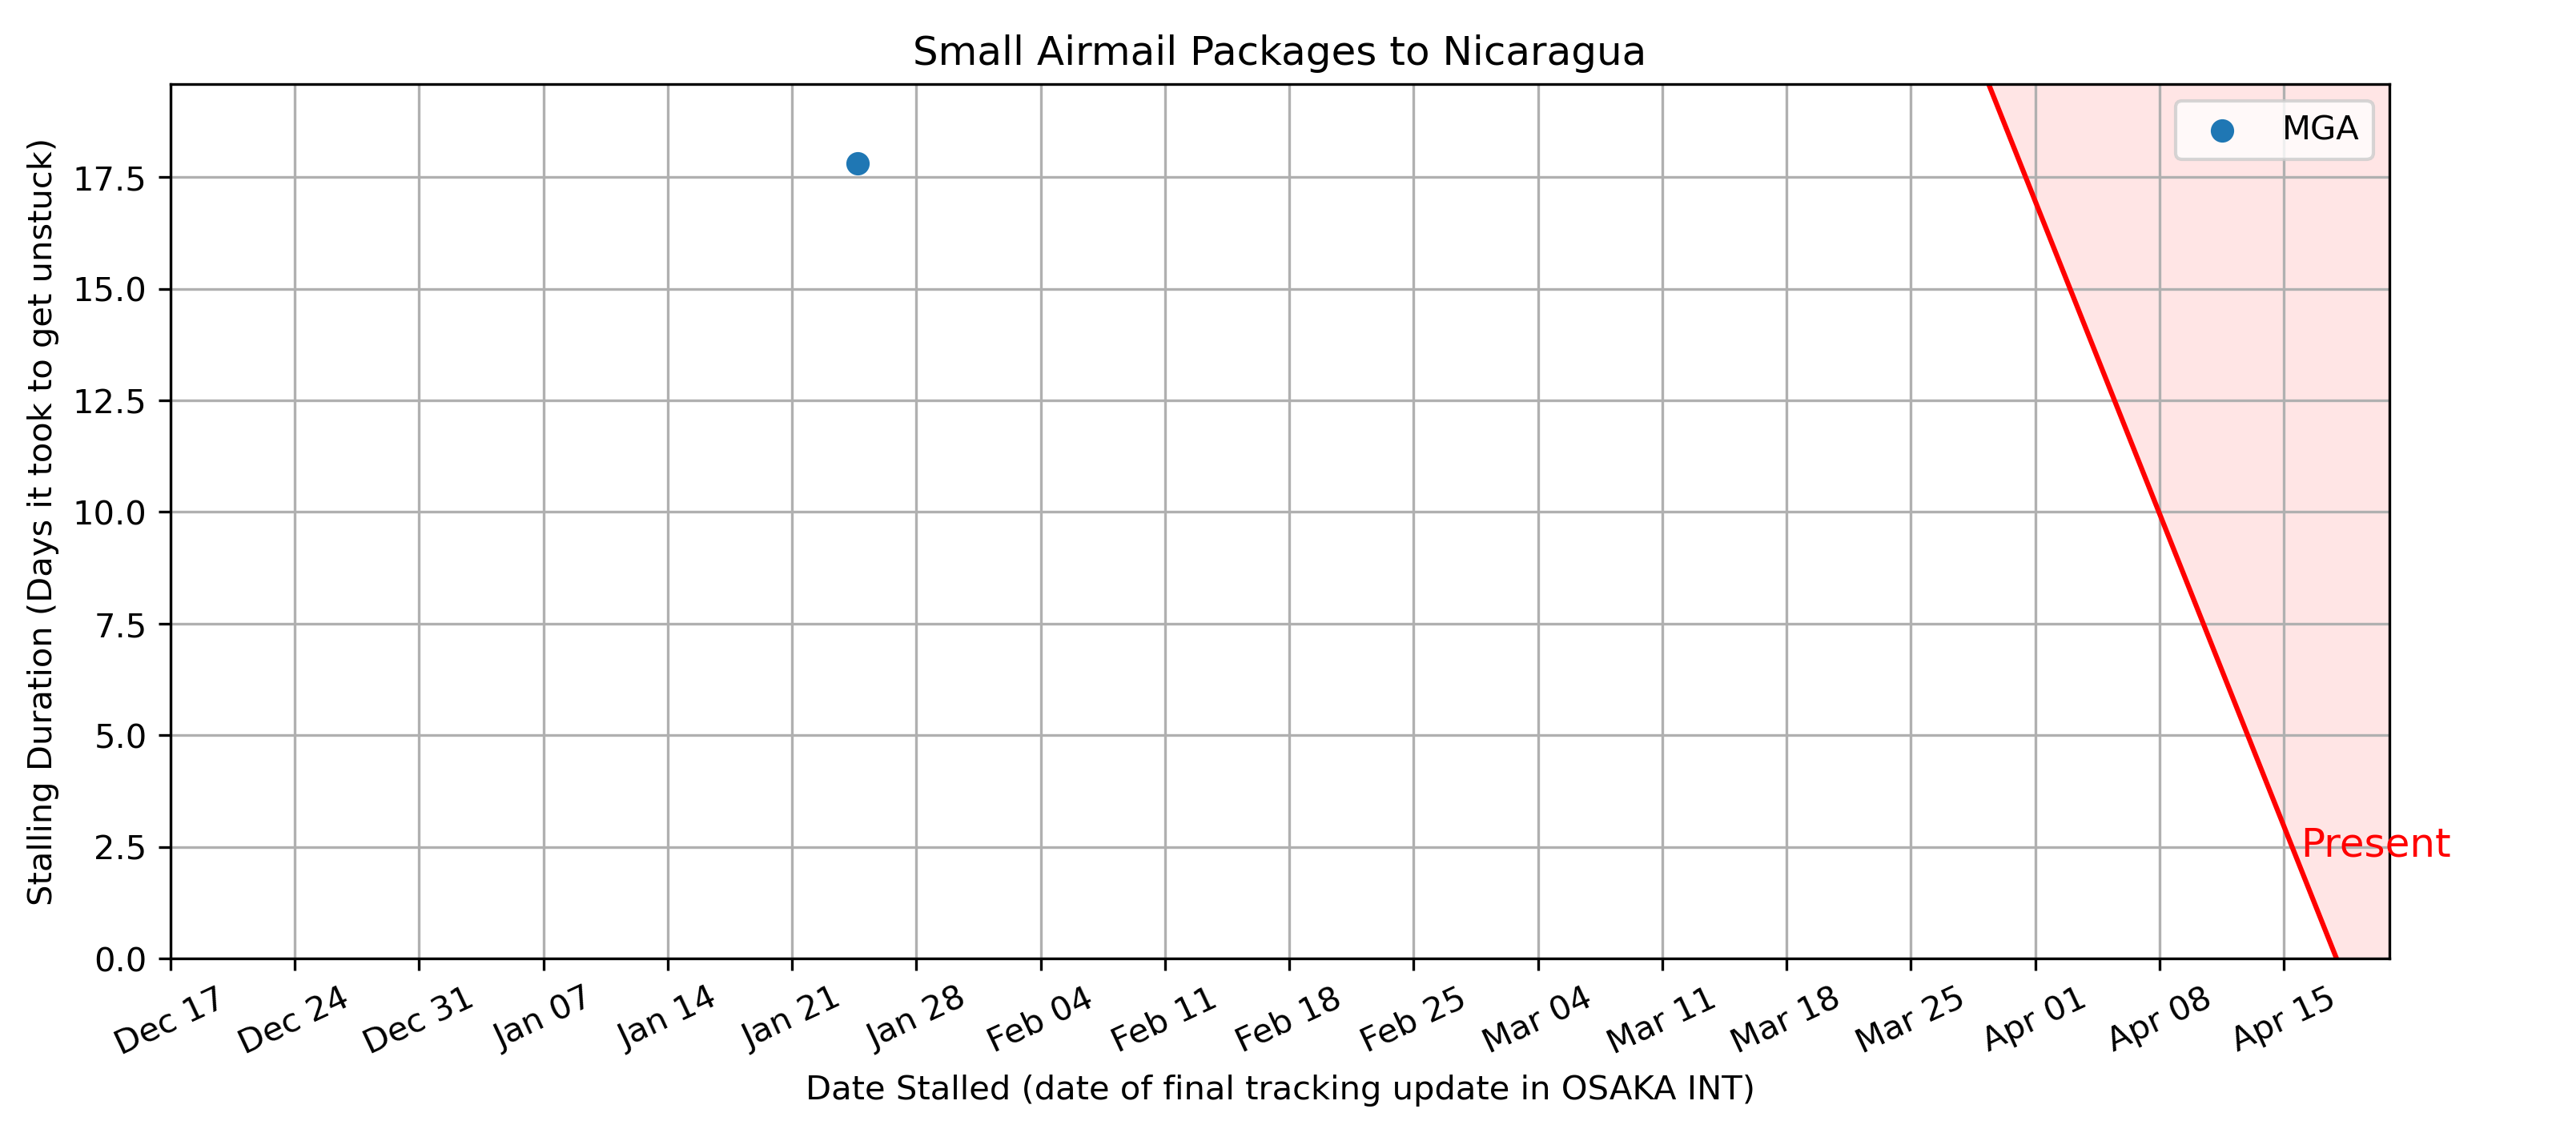 Small Airmail Packages to Nicaragua
MGA
Stalling Duration (Days it took to get unstuck)
17.5
15.0
12.5
10.0
7.5
5.0
2.5
0.0
Present
Dec 17 Dec 24 Dec 31 Jan 07 Jan 14 Jan 21 Jan 28 Feb 04 Feb 11 Feb 18 Feb 25 Mar 04 Mar 11 Mar 18 Mar 25 Apr 01 Apr 08 Apr 15
Date Stalled (date of final tracking update in OSAKA INT)